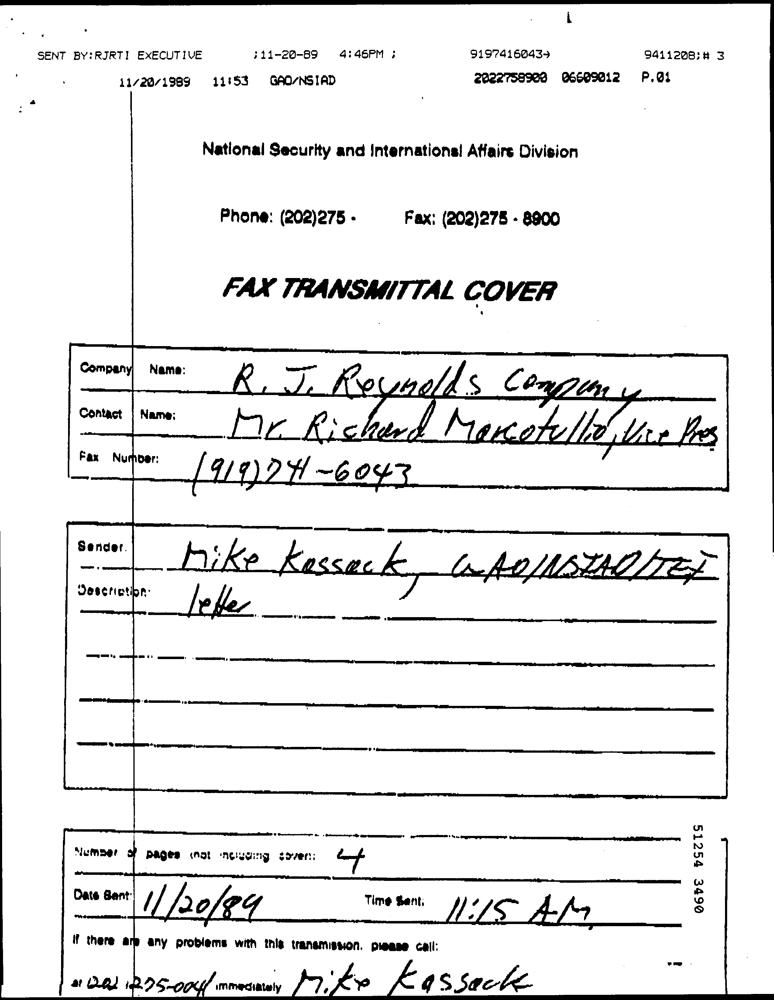 SENT BY:RJRTI EXECUTIVE ;11-20-89 4:46PM ; 9197416043→ 9411208;# 3
11/20/1989 11:53 GAO/NSIAD 2022758900 06609012 P.01
National Security and International Affairs Division
Phone: (202)275 - Fax: (202)275 - 8900
FAX TRANSMITTAL COVER
Company Name: R. J. Reynolds Company
Contact Name: Mr. Richard Marcotullio, Vice Pres
Fax Number: (919)741-6043
Sender: Mike Kassack, GAO/NSIAD/TEF
Description: letter
Number of pages (not including cover): 4
Date Sent: 11/20/89 Time Sent: 11:15 AM
If there are any problems with this transmission, please call:
at (202) 275-0041 immediately Mike Kassack
51254 3490